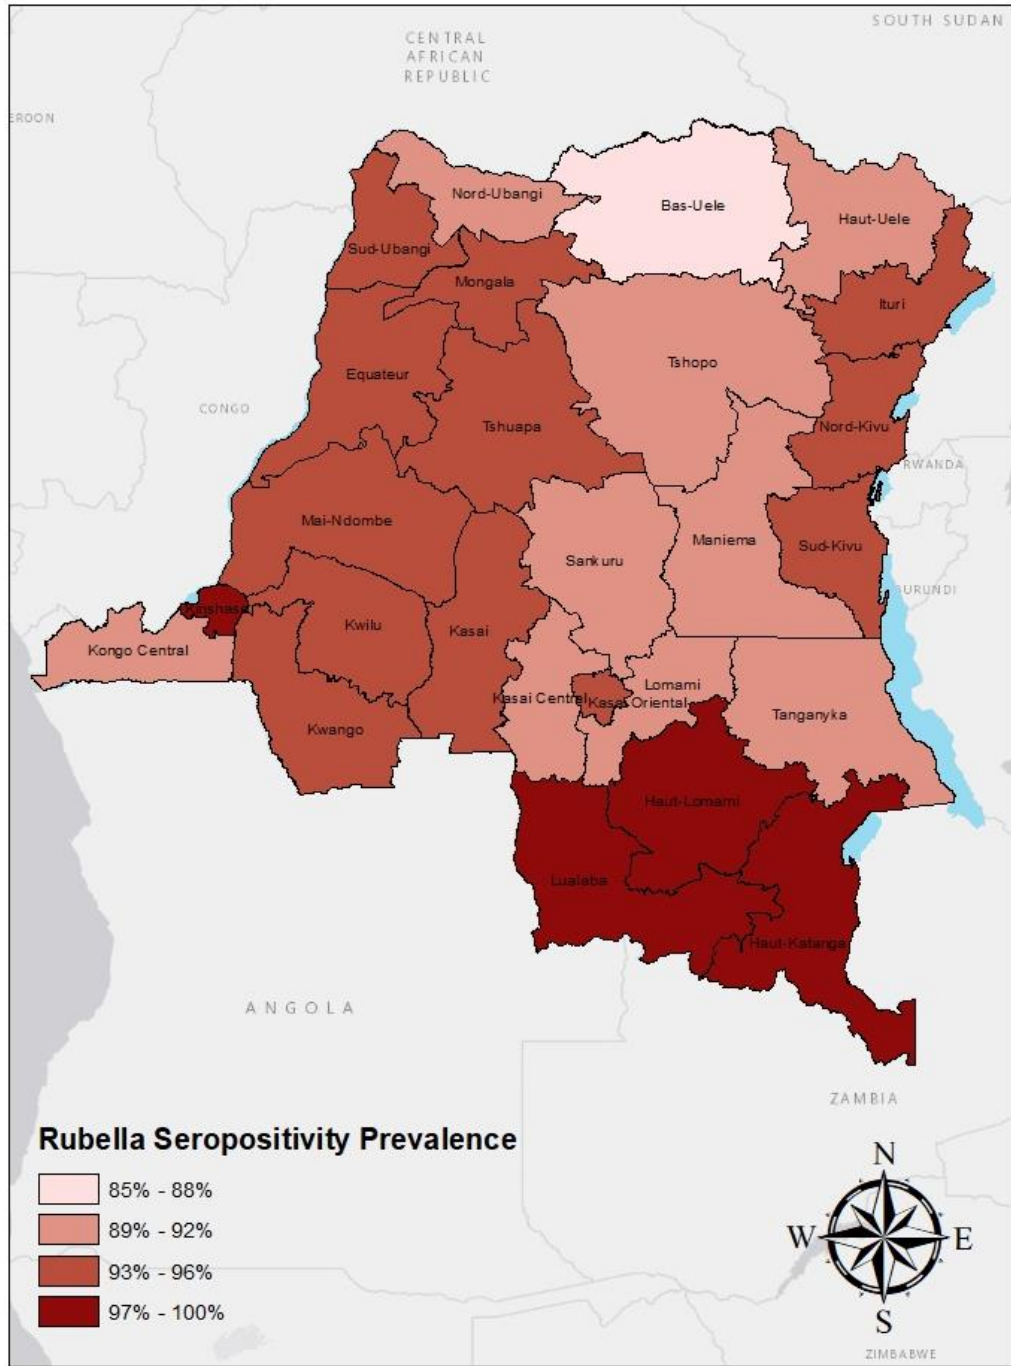 SOUTH SUDAN
CENTRAL
AFRICAN
REPUBLIC
EROON
Nord-Ubangi
Bas-Uele
Haut-Uele
Sud-Ubangi
Mongala
Ituri
Tshopo
Equateur
CONGO
Tshuapa
Nord-Kivu
RWANDA
Mai-Ndombe
Maniema
Sud-Kivu
Sankuru
BURUNDI
Kinshasa
Kwilu
Kasai
Kongo Central
Lomami
Kasai Central
Kasai Oriental
Tanganyika
Kwango
Haut-Lomami
Lualaba
Haut-Katanga
ANGOLA
ZAMBIA
Rubella Seropositivity Prevalence
85% - 88%
89% - 92%
93% - 96%
97% - 100%
N
W
E
S
ZIMBABWE